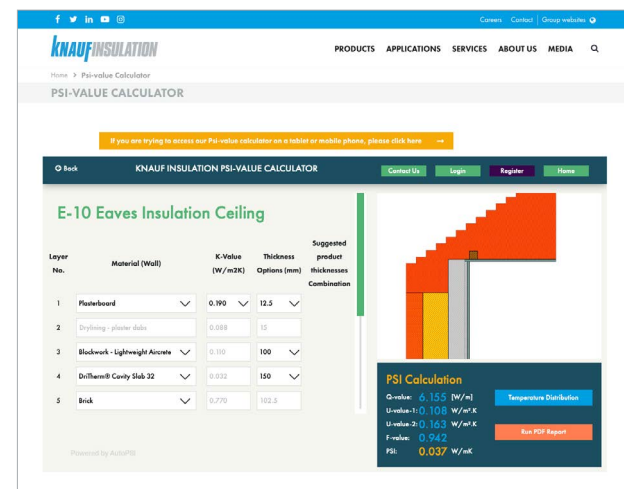 Careers Contact Group websites
KNAUFINSULATION
PRODUCTS APPLICATIONS SERVICES ABOUT US MEDIA
Home > Psi-value Calculator
PSI-VALUE CALCULATOR
If you are trying to access our Psi-value calculator on a tablet or mobile phone, please click here →
Back
KNAUF INSULATION PSI-VALUE CALCULATOR
Contact Us Login Register Home
E-10 Eaves Insulation Ceiling
Layer No. Material (Wall) K-Value (W/m2K) Thickness Options (mm) Suggested product thicknesses Combination
1 Plasterboard 0.190 12.5
2 Drylining - plaster dabs 0.088 15
3 Blockwork - Lightweight Aircrete 0.110 100
4 DriTherm® Cavity Slab 32 0.032 150
5 Brick 0.770 102.5
Powered by AutoPSI
PSI Calculation
Q-value: 6.155 [W/m]
U-value-1: 0.108 W/m².K
U-value-2: 0.163 W/m².K
F-value: 0.942
PSI: 0.037 W/mK
Temperature Distribution
Run PDF Report